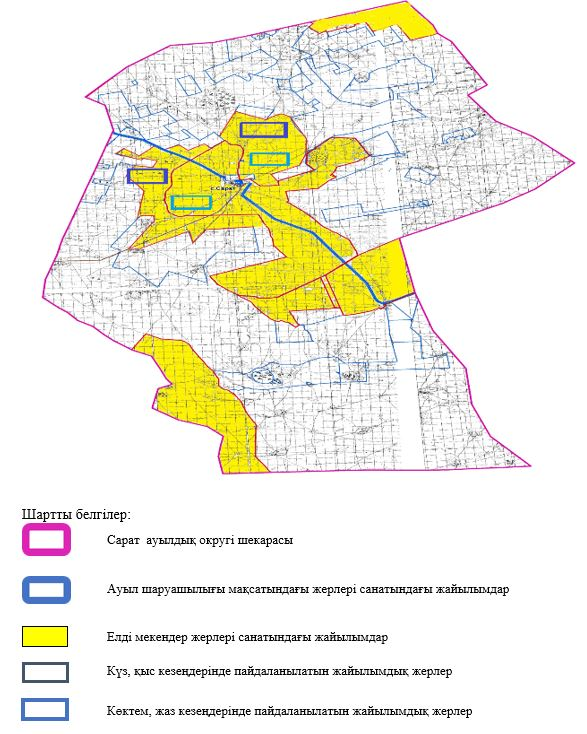 с.Сарат
Шартты белгілер:
Сарат ауылдық округі шекарасы
Ауыл шаруашылығы мақсатындағы жерлері санатындағы жайылымдар
Елді мекендер жерлері санатындағы жайылымдар
Күз, қыс кезеңдерінде пайдаланылатын жайылымдық жерлер
Көктем, жаз кезеңдерінде пайдаланылатын жайылымдық жерлер